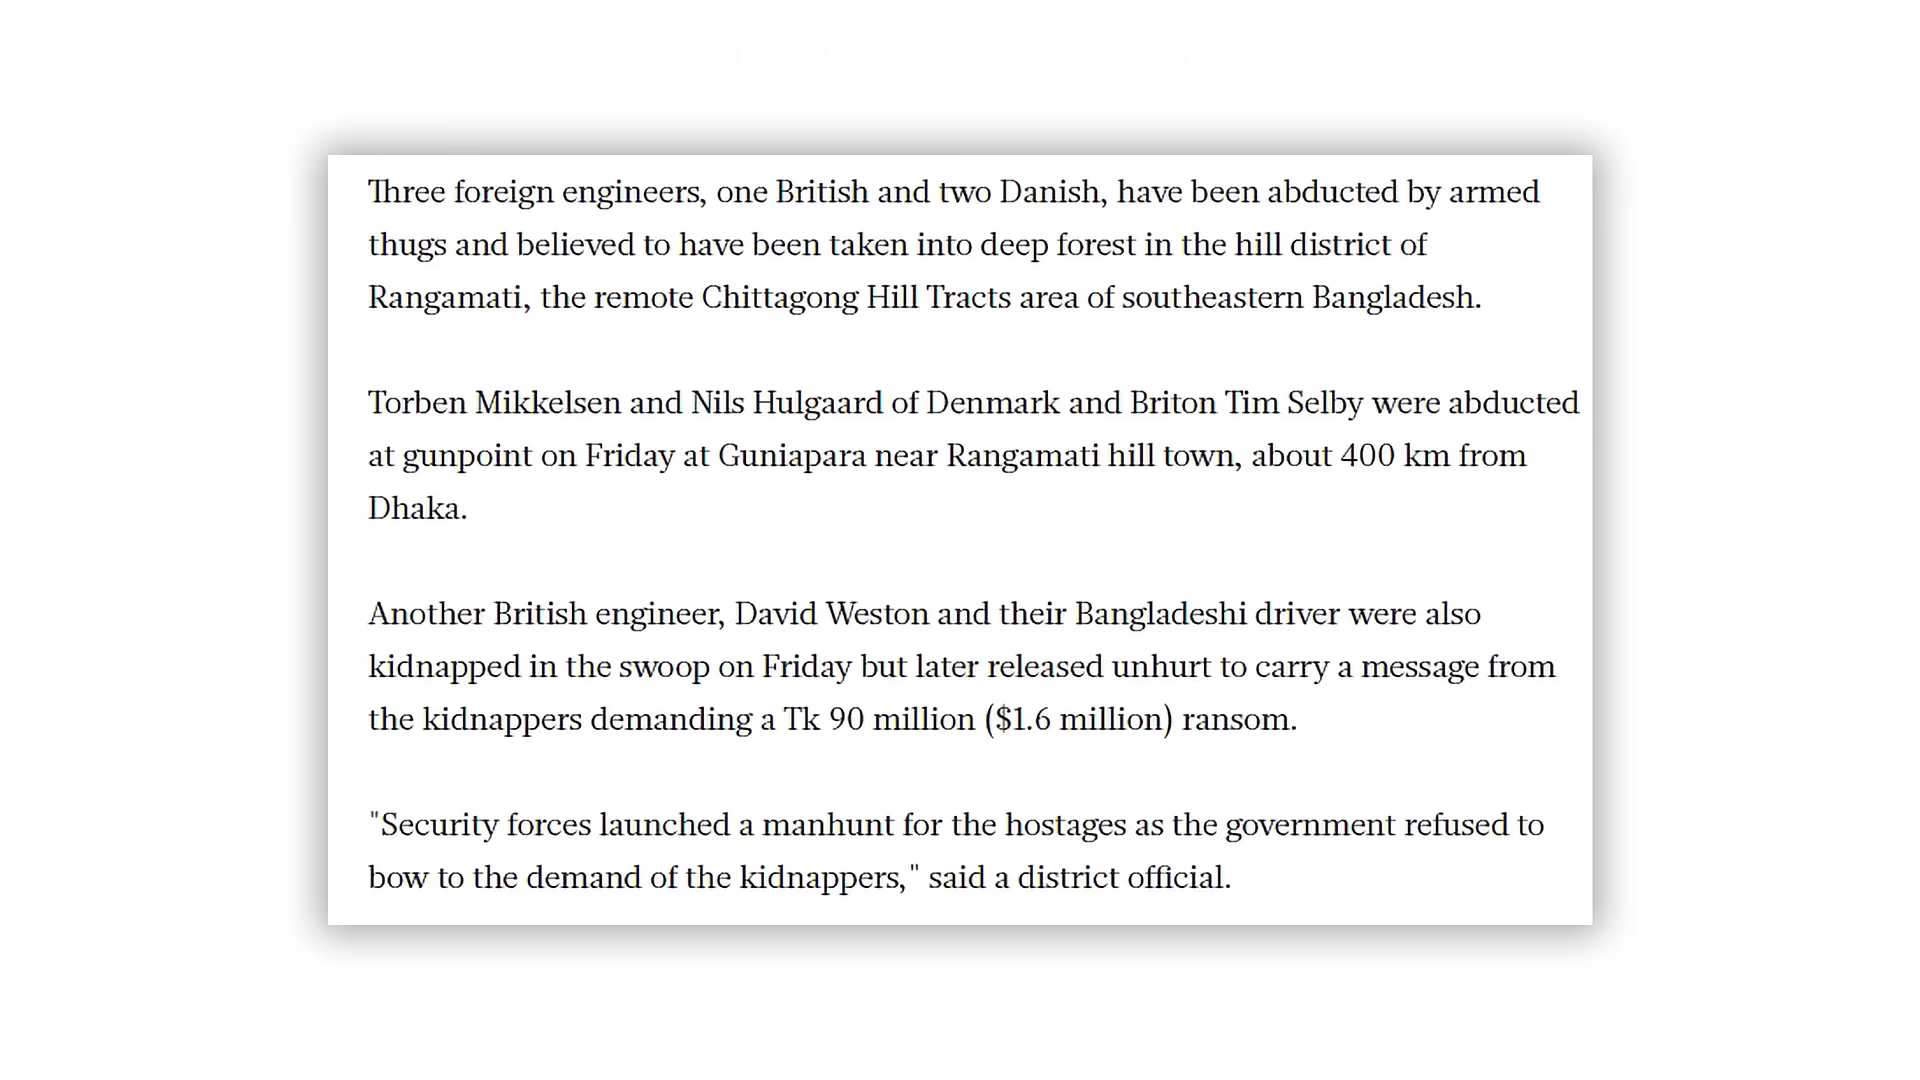 Three foreign engineers, one British and two Danish, have been abducted by armed
thugs and believed to have been taken into deep forest in the hill district of
Rangamati, the remote Chittagong Hill Tracts area of southeastern Bangladesh.
Torben Mikkelsen and Nils Hulgaard of Denmark and Briton Tim Selby were abducted
at gunpoint on Friday at Guniapara near Rangamati hill town, about 400 km from
Dhaka.
Another British engineer, David Weston and their Bangladeshi driver were also
kidnapped in the swoop on Friday but later released unhurt to carry a message from
the kidnappers demanding a Tk 90 million ($1.6 million) ransom.
"Security forces launched a manhunt for the hostages as the government refused to
bow to the demand of the kidnappers," said a district official.